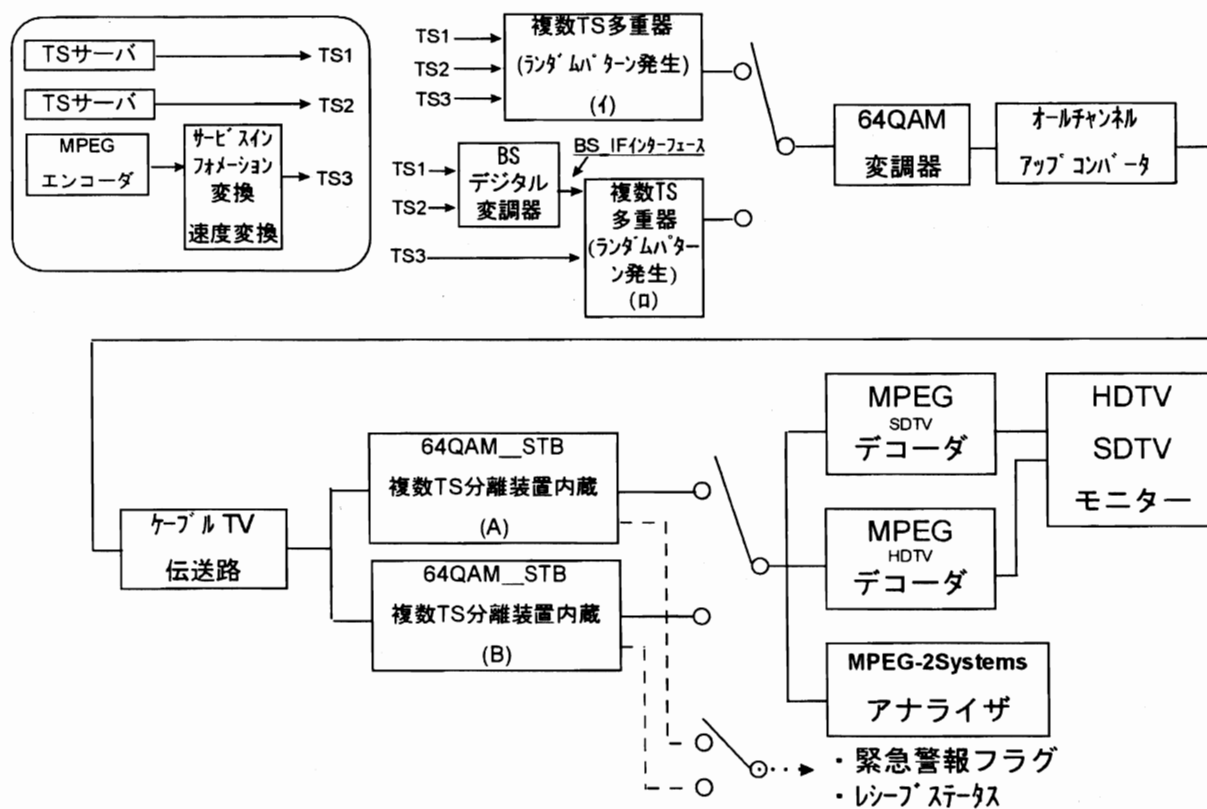 TSサーバ
TS1
TSサーバ
TS2
MPEG
エンコーダ
サービスイン
フォメーション
変換
速度変換
TS3
TS1
TS2
TS3
複数TS多重器
(ランダムパターン発生)
(イ)
TS1
TS2
TS3
BS
デジタル
変調器
BS_IFインターフェース
複数TS
多重器
(ランダムパター
ン発生)
(ロ)
64QAM
変調器
オールチャンネル
アップコンバータ
ケーブルTV
伝送路
64QAM__STB
複数TS分離装置内蔵
(A)
64QAM__STB
複数TS分離装置内蔵
(B)
MPEG
SDTV
デコーダ
MPEG
HDTV
デコーダ
HDTV
SDTV
モニター
MPEG-2Systems
アナライザ
・緊急警報フラグ
・レシーブステータス